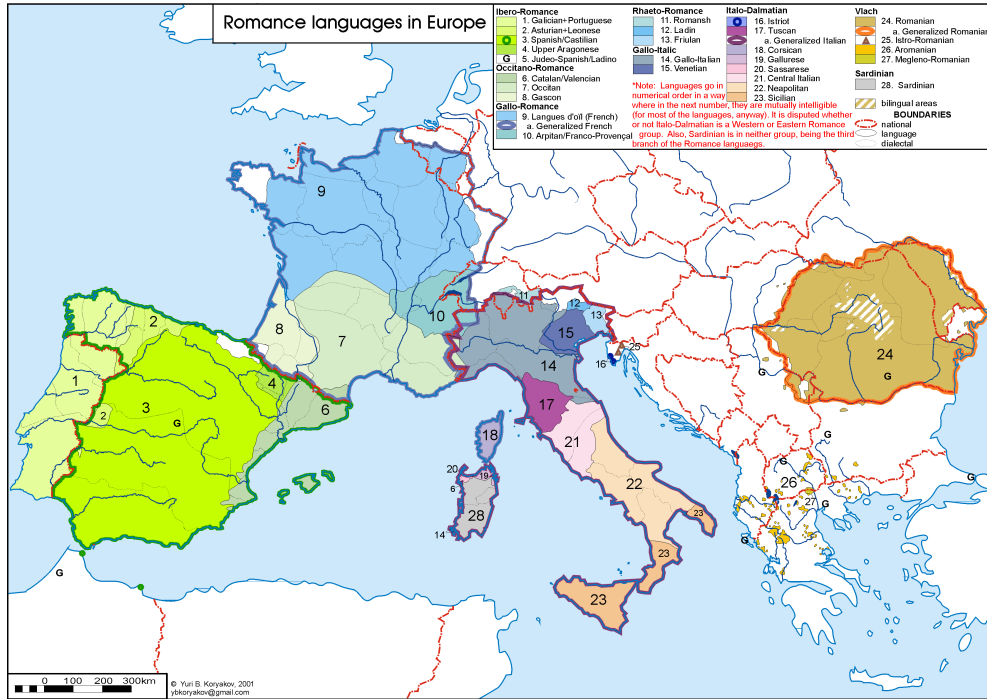 Romance languages in Europe
Ibero-Romance
1. Galician+Portuguese
2. Asturian+Leonese
3. Spanish/Castilian
4. Upper Aragonese
G 5. Judeo-Spanish/Ladino
Occitano-Romance
6. Catalan/Valencian
7. Occitan
8. Gascon
Gallo-Romance
9. Langues d'oïl (French)
a. Generalized French
10. Arpitan/Franco-Provençal
Rhaeto-Romance
11. Romansh
12. Ladin
13. Friulan
Gallo-Italic
14. Gallo-Italian
15. Venetian
Italo-Dalmatian
16. Istriot
17. Tuscan
a. Generalized Italian
18. Corsican
19. Gallurese
20. Sassarese
21. Central Italian
22. Neapolitan
23. Sicilian
Vlach
24. Romanian
a. Generalized Romanian
25. Istro-Romanian
26. Aromanian
27. Megleno-Romanian
Sardinian
28. Sardinian
bilingual areas
BOUNDARIES
national
language
dialectal
*Note: Languages go in
numerical order in a way
where in the next number, they are mutually intelligible
(for most of the languages, anyway). It is disputed whether
or not Italo-Dalmatian is a Western or Eastern Romance
group. Also, Sardinian is in neither group, being the third
branch of the Romance languaegs.
9
11
12
13
10
15
25
16
8
7
14
24
2
G
G
1
4
3
2
6
17
G
18
21
G
20
19
6
22
G
26
G
27
G
28
23
14
G
23
G
23
0 100 200 300km
© Yuri B. Koryakov, 2001
ybkoryakov@gmail.com